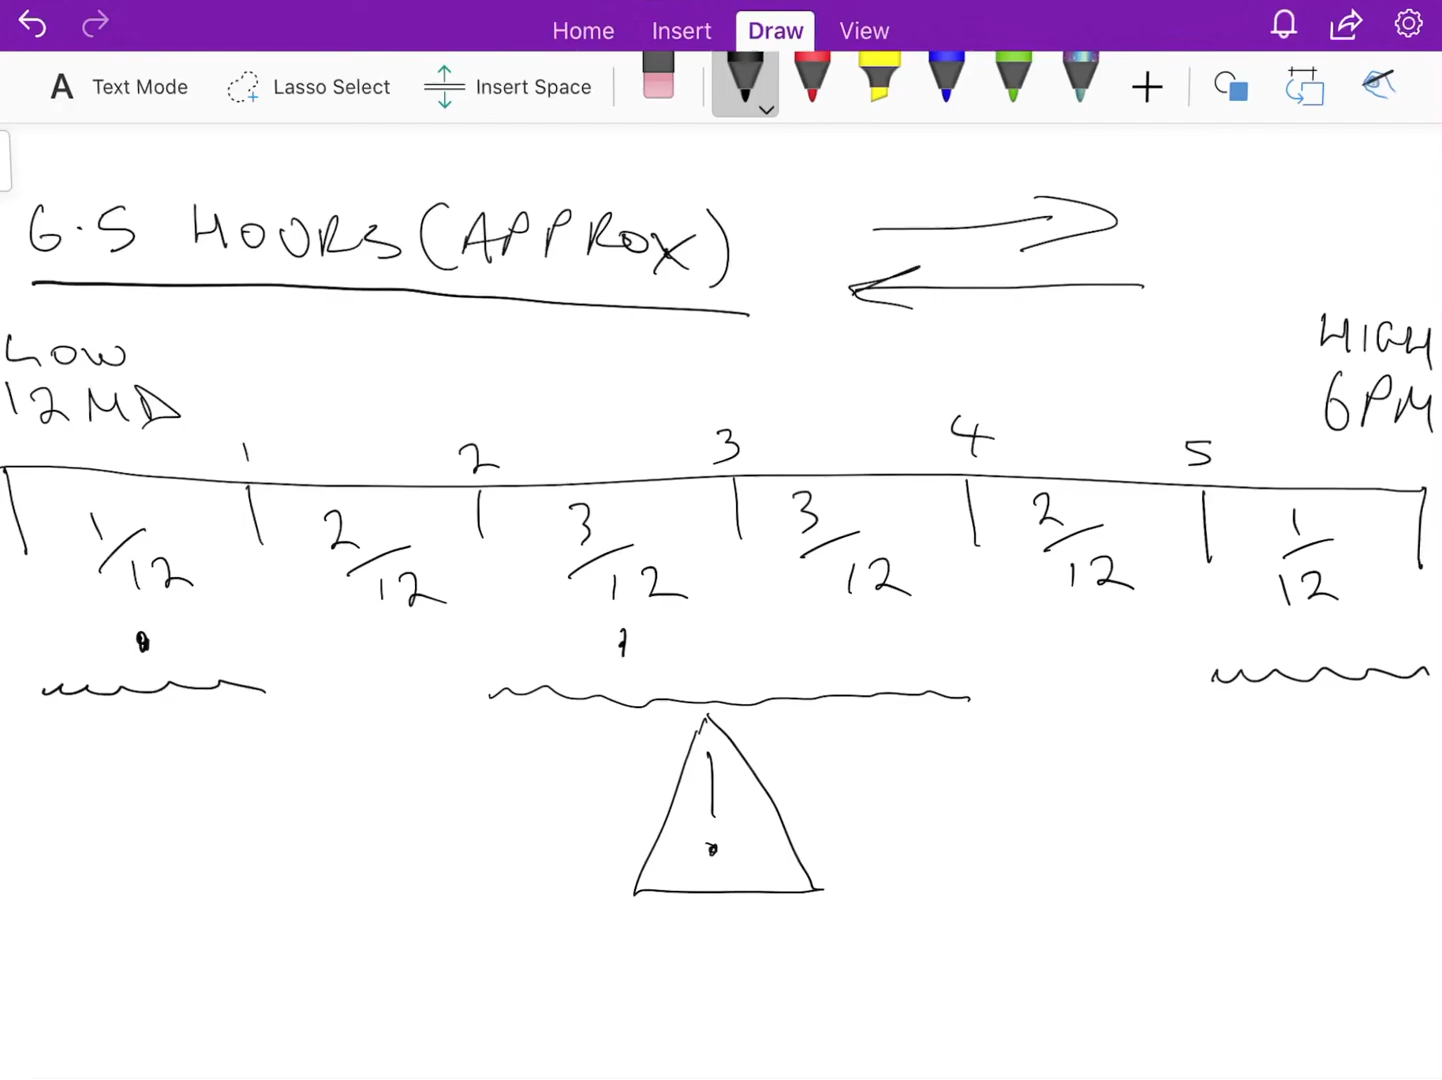 Home Insert Draw View
A Text Mode Lasso Select Insert Space
6.5 HOURS (APPROX)
LOW
12 MD
HIGH
6PM
1 2 3 4 5
1/12 2/12 3/12 3/12 2/12 1/12
!